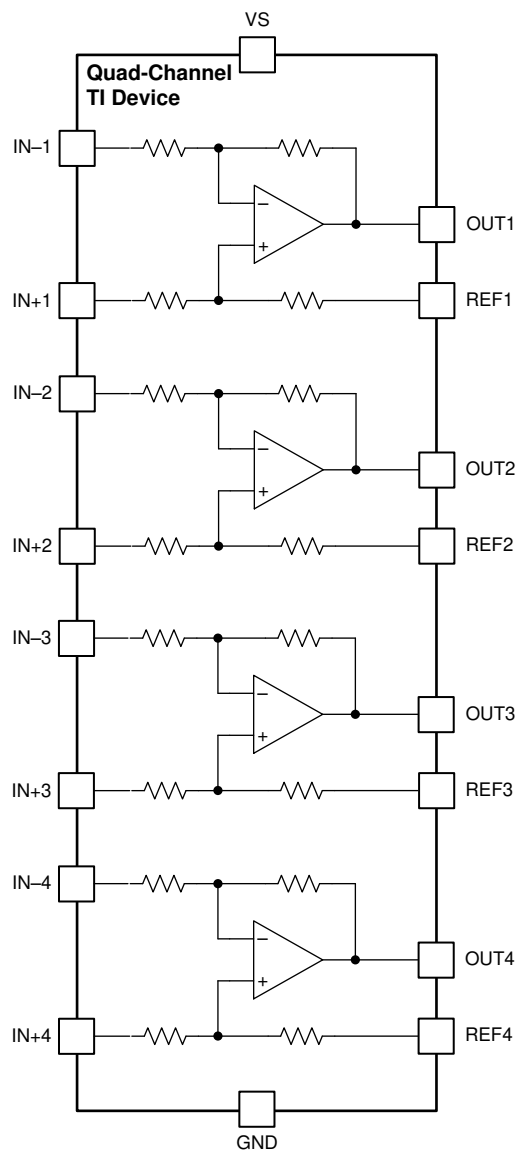 VS
Quad-Channel
TI Device
IN–1
−
+
OUT1
IN+1
REF1
IN–2
−
+
OUT2
IN+2
REF2
IN–3
−
+
OUT3
IN+3
REF3
IN–4
−
+
OUT4
IN+4
REF4
GND